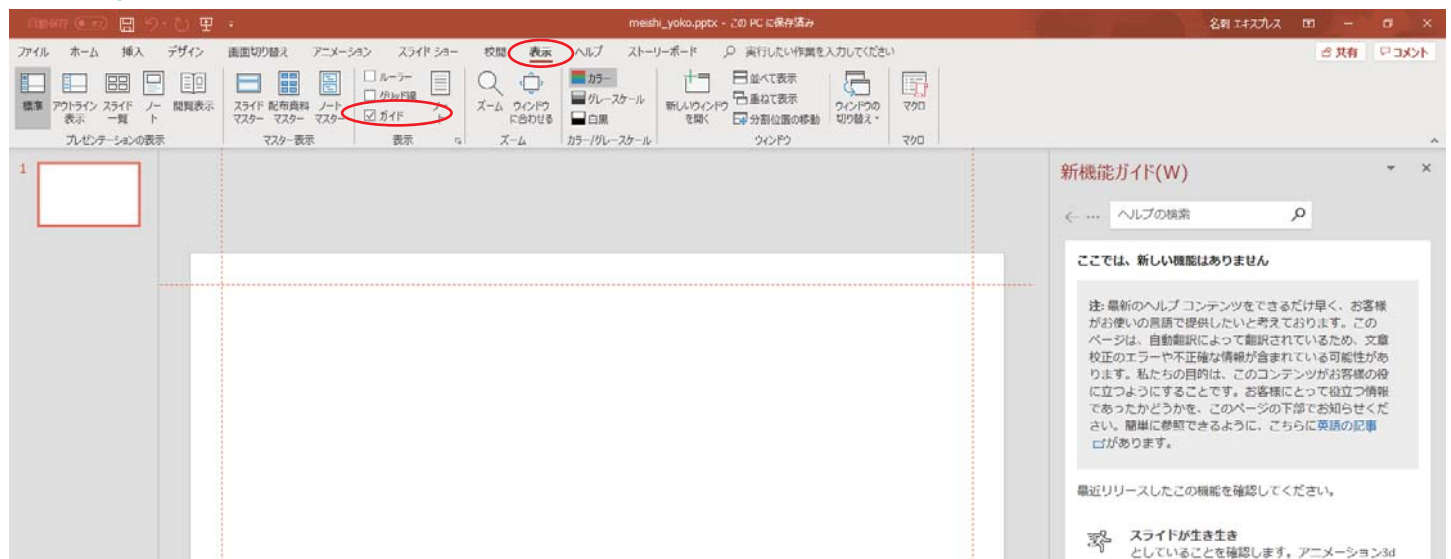 自動保存 オフ
meishi_yoko.pptx - この PC に保存済み
名刺 エキスプレス
ファイル ホーム 挿入 デザイン 画面切り替え アニメーション スライド ショー 校閲 表示 ヘルプ ストーリーボード 実行したい作業を入力してください
共有 コメント
標準 アウトライン表示 スライド一覧 ノート 閲覧表示
プレゼンテーションの表示
スライド マスター 配布資料 マスター ノート マスター
マスター表示
ルーラー
グリッド線
ガイド
ノート
表示
ズーム ウィンドウに合わせる
ズーム
カラー
グレースケール
白黒
カラー/グレースケール
新しいウィンドウを開く
並べて表示
重ねて表示
分割位置の移動
ウィンドウの切り替え
ウィンドウ
マクロ
マクロ
1
新機能ガイド(W)
ヘルプの検索
ここでは、新しい機能はありません
注: 最新のヘルプ コンテンツをできるだけ早く、お客様
がお使いの言語で提供したいと考えております。この
ページは、自動翻訳によって翻訳されているため、文章
校正のエラーや不正確な情報が含まれている可能性があ
ります。私たちの目的は、このコンテンツがお客様の役
に立つようにすることです。お客様にとって役立つ情報
であったかどうかを、このページの下部でお知らせくだ
さい。簡単に参照できるように、こちらに英語の記事
があります。
最近リリースしたこの機能を確認してください。
スライドが生き生き
としていることを確認します。アニメーション3d